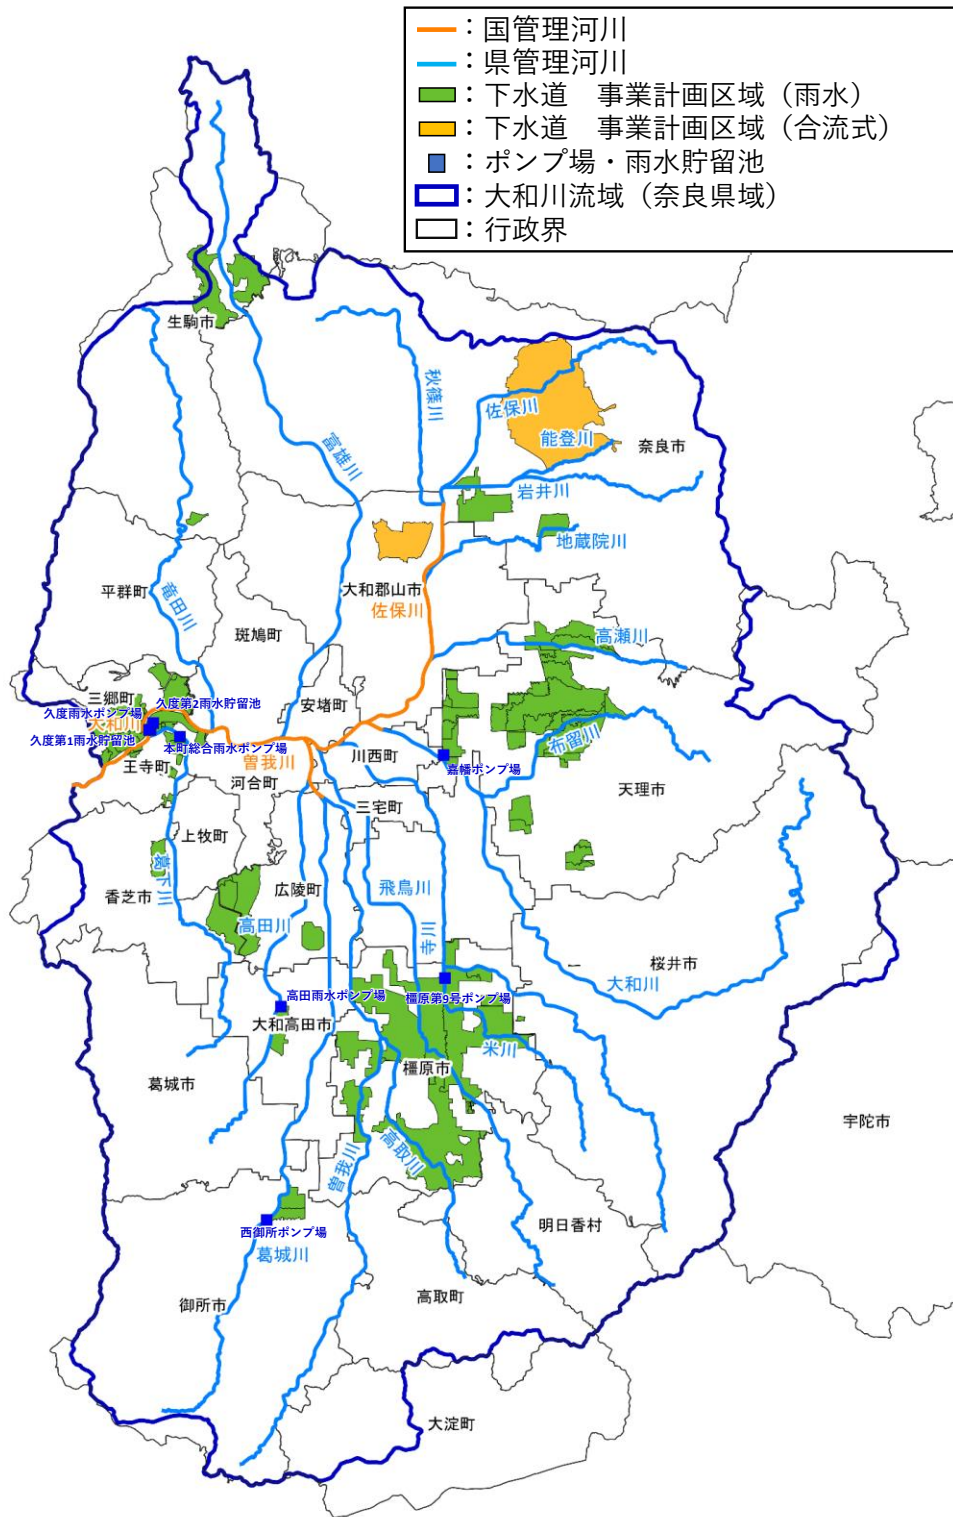 ：国管理河川
：県管理河川
：下水道　事業計画区域（雨水）
：下水道　事業計画区域（合流式）
：ポンプ場・雨水貯留池
：大和川流域（奈良県域）
：行政界
生駒市
秋篠川
佐保川
能登川
奈良市
富雄川
岩井川
地蔵院川
平群町
竜田川
大和郡山市
佐保川
斑鳩町
高瀬川
三郷町
久度第2雨水貯留池
安堵町
久度雨水ポンプ場
大和川
久度第1雨水貯留池
本町総合雨水ポンプ場
布留川
王寺町
曽我川
川西町
嘉幡ポンプ場
河合町
天理市
三宅町
上牧町
葛下川
香芝市
広陵町
飛鳥川
高田川
寺川
桜井市
大和川
高田雨水ポンプ場
橿原第9号ポンプ場
大和高田市
米川
橿原市
葛城市
宇陀市
高取川
曽我川
西御所ポンプ場
明日香村
葛城川
御所市
高取町
大淀町